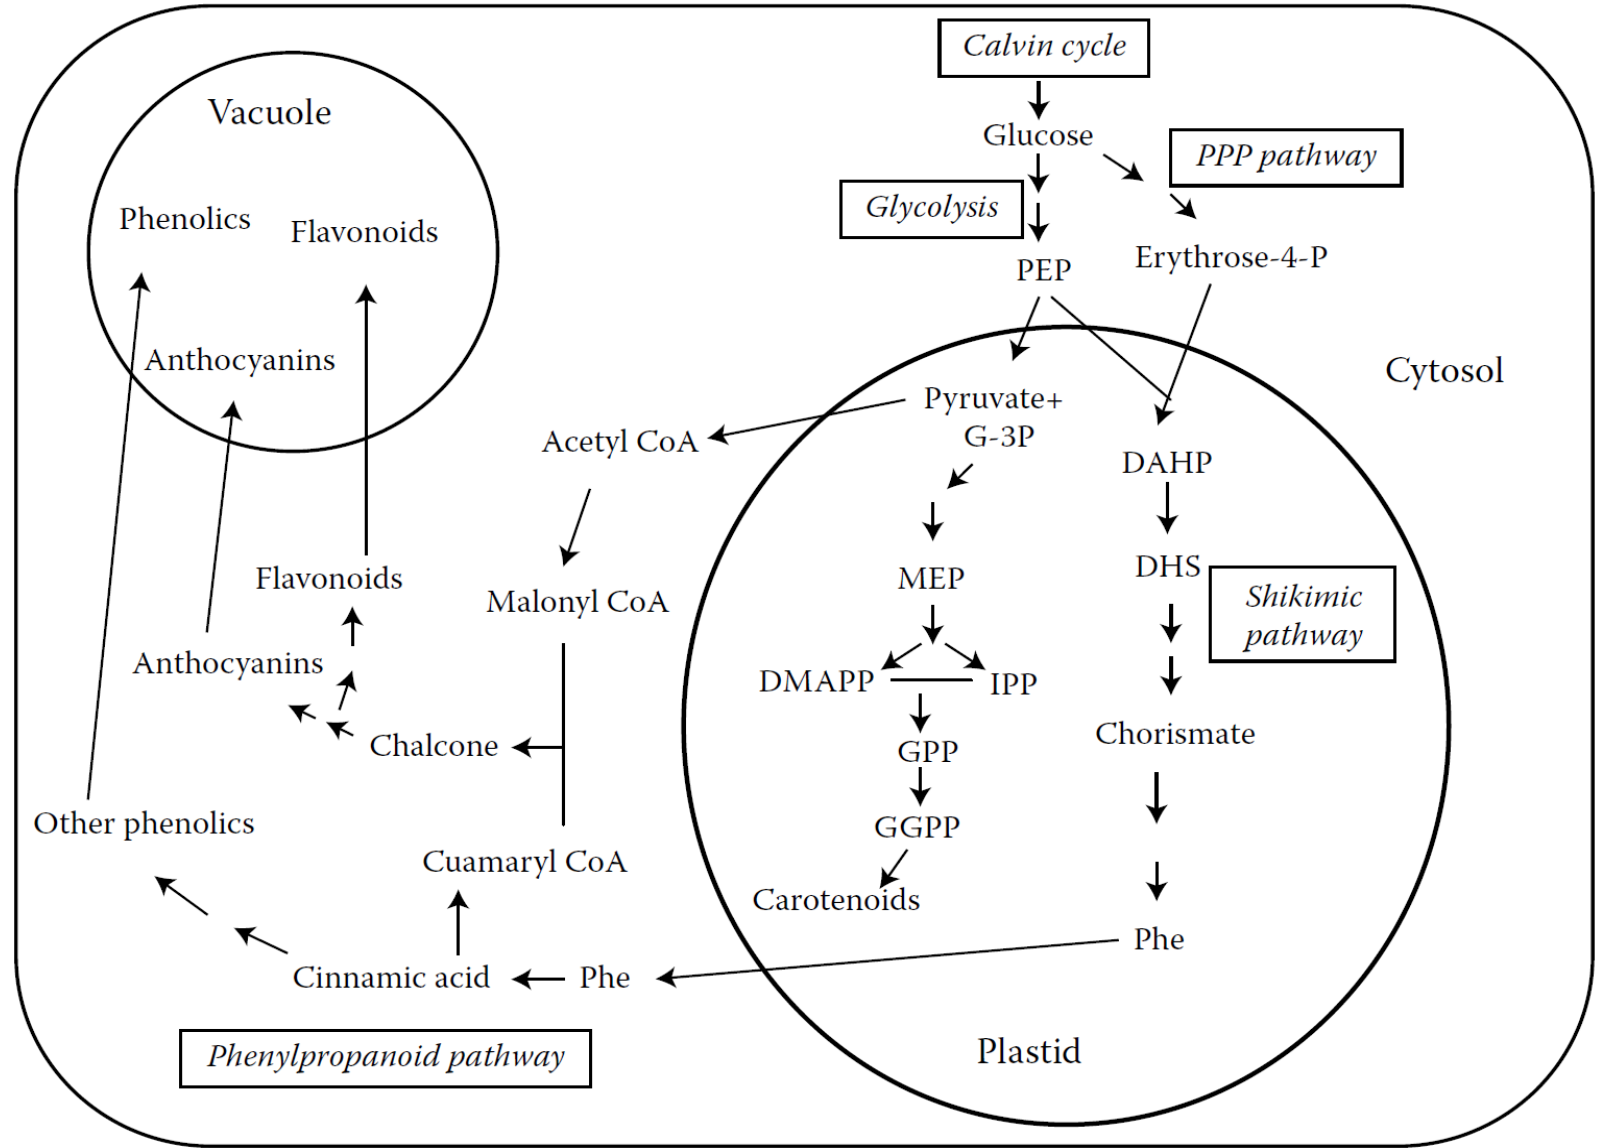 Calvin cycle
Vacuole
Glucose
PPP pathway
Glycolysis
Phenolics
Flavonoids
PEP
Erythrose-4-P
Anthocyanins
Cytosol
Pyruvate+
G-3P
Acetyl CoA
DAHP
Flavonoids
Malonyl CoA
MEP
DHS
Shikimic
pathway
Anthocyanins
DMAPP
IPP
Chalcone
GPP
Chorismate
Other phenolics
GGPP
Cuamaryl CoA
Carotenoids
Phe
Cinnamic acid
Phe
Phenylpropanoid pathway
Plastid